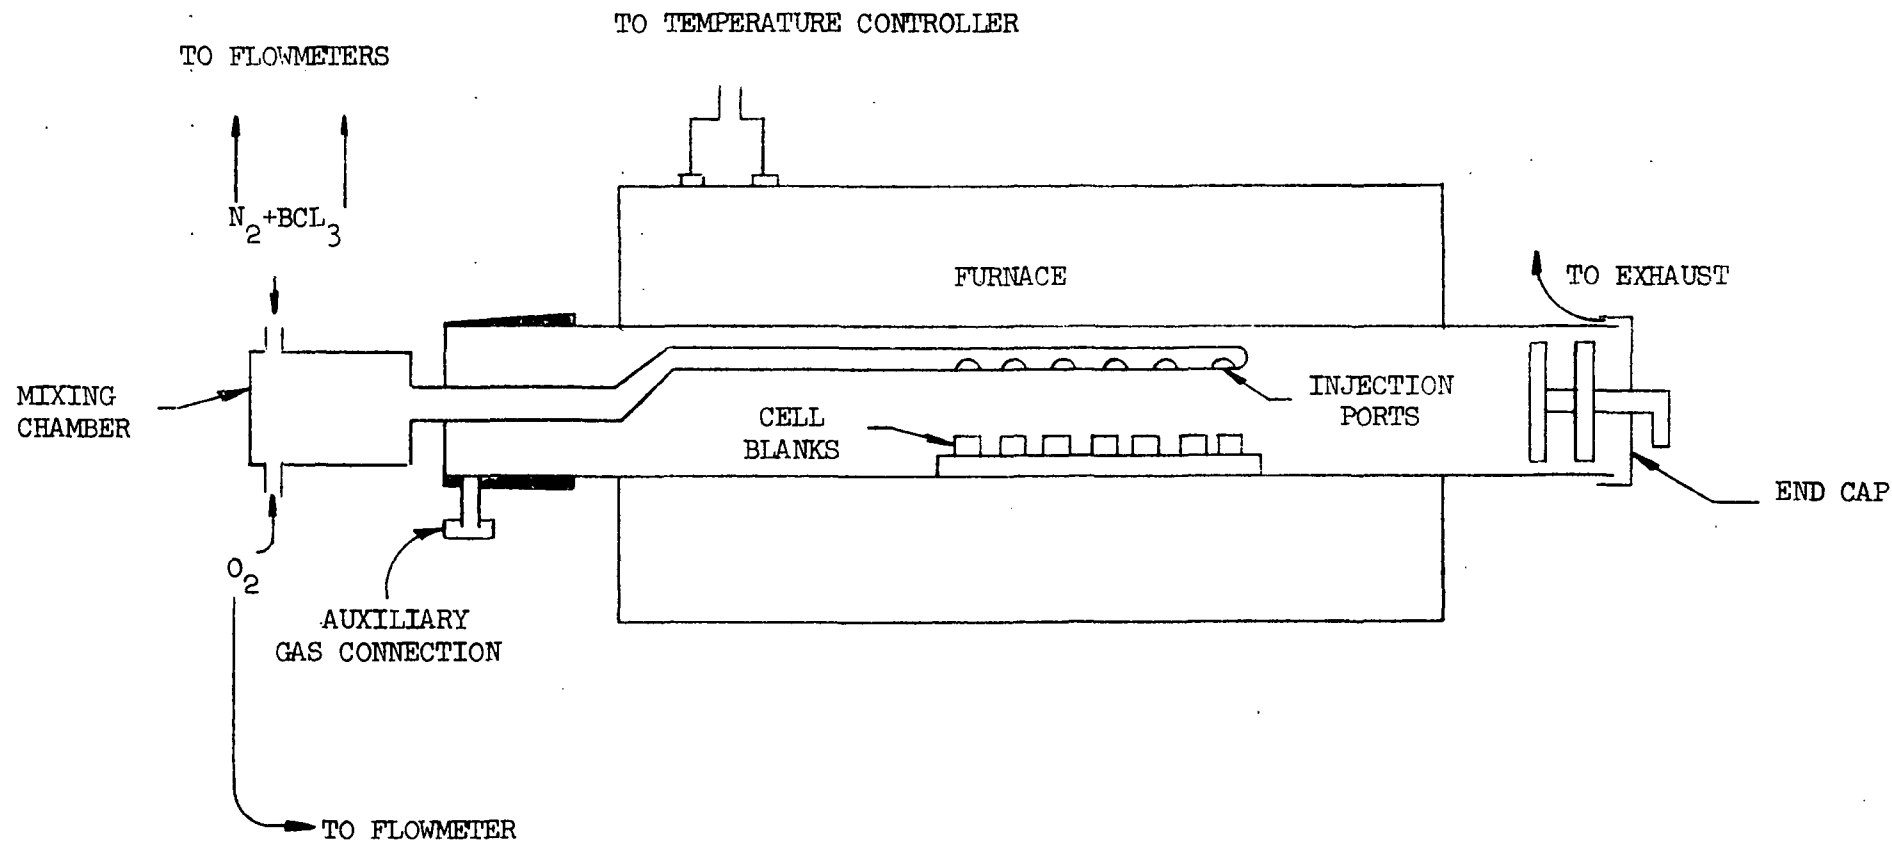 TO TEMPERATURE CONTROLLER
TO FLOWMETERS
N2+BCL3
FURNACE
TO EXHAUST
MIXING
CHAMBER
INJECTION
PORTS
CELL
BLANKS
END CAP
O2
AUXILIARY
GAS CONNECTION
TO FLOWMETER